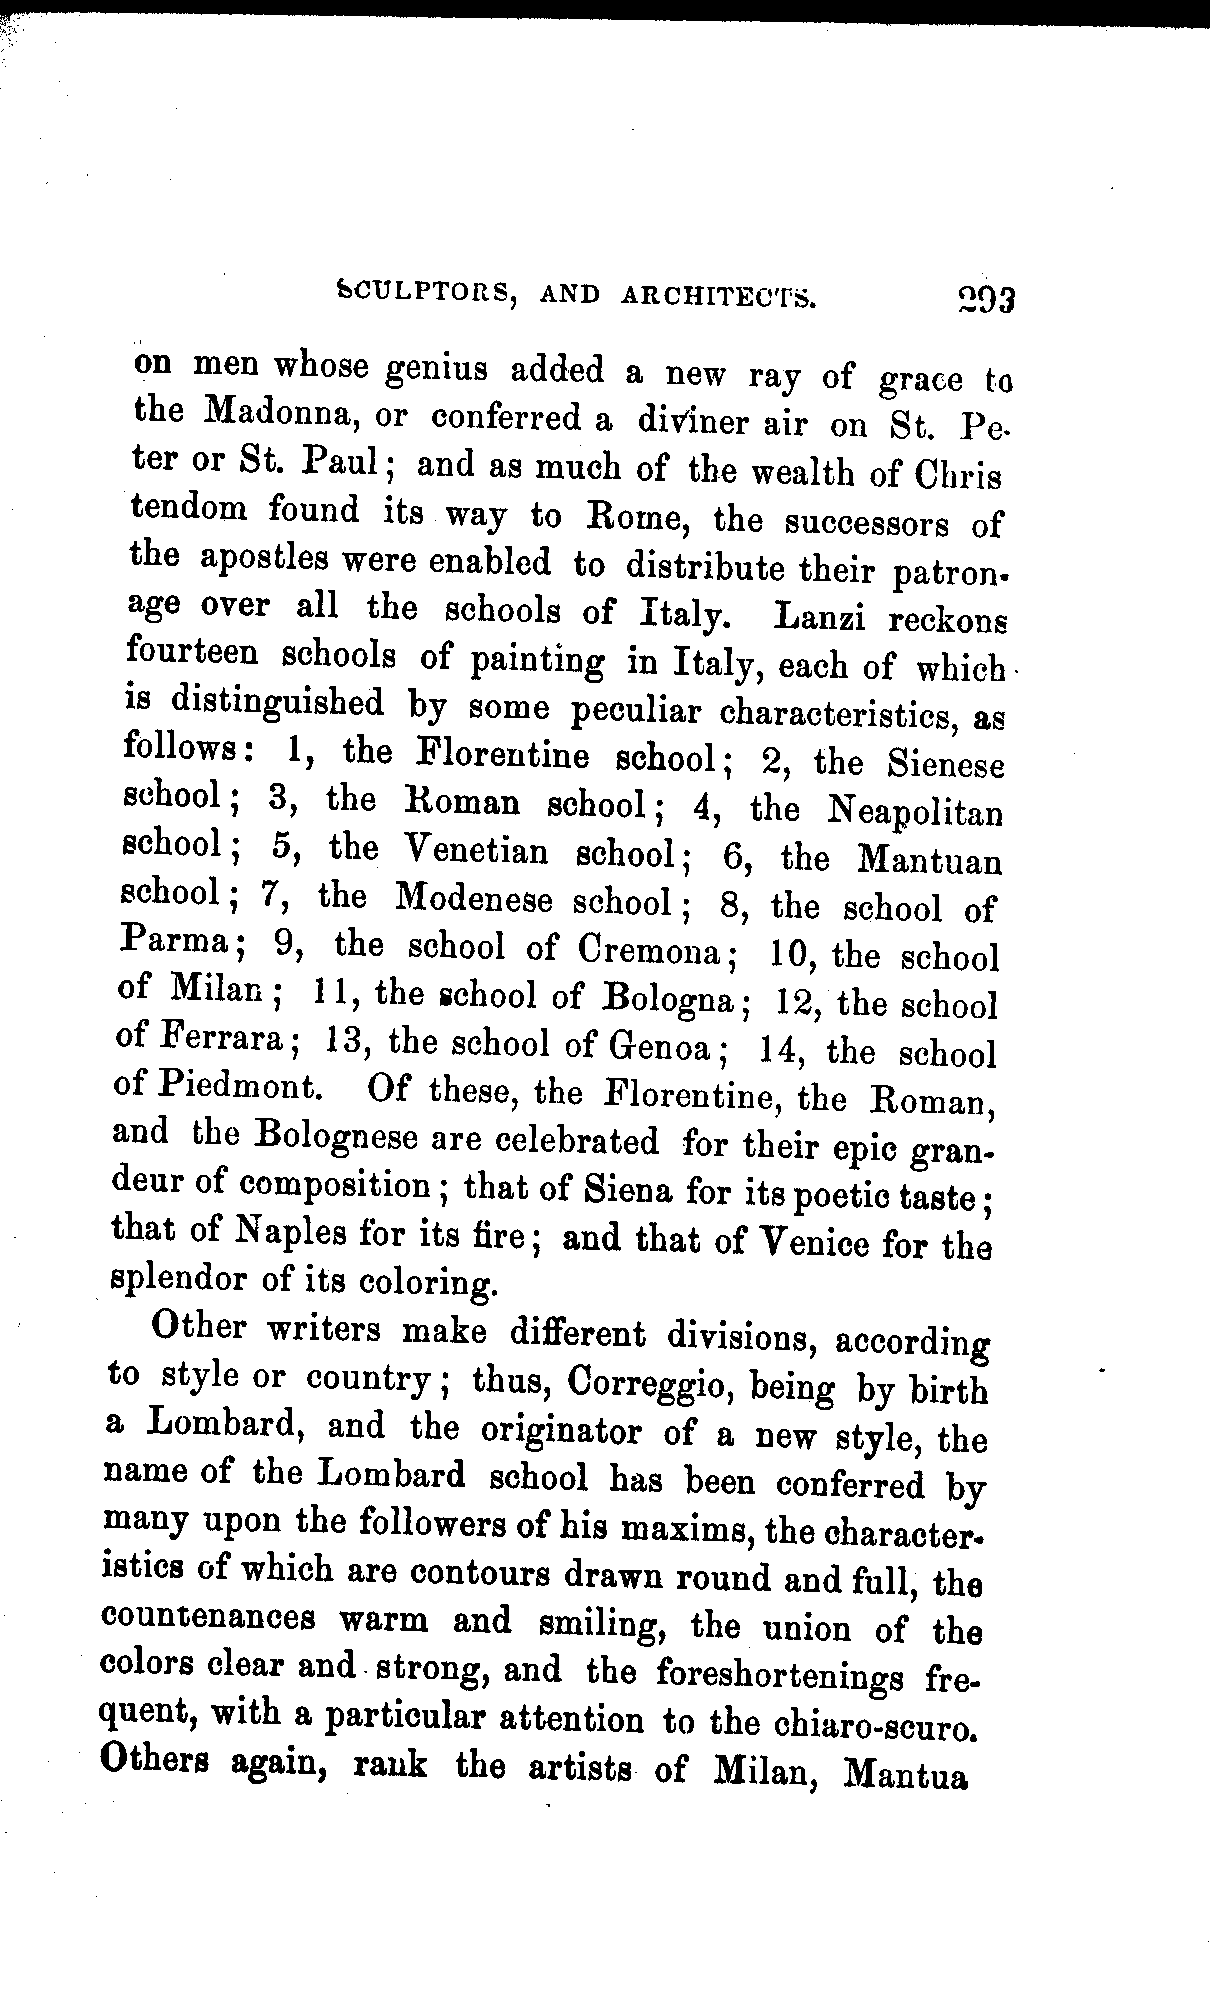 SCULPTORS, AND ARCHITECTS. 293
on men whose genius added a new ray of grace to
the Madonna, or conferred a diviner air on St. Pe-
ter or St. Paul; and as much of the wealth of Chris
tendom found its way to Rome, the successors of
the apostles were enabled to distribute their patron-
age over all the schools of Italy. Lanzi reckons
fourteen schools of painting in Italy, each of which
is distinguished by some peculiar characteristics, as
follows: 1, the Florentine school; 2, the Sienese
school; 3, the Roman school; 4, the Neapolitan
school; 5, the Venetian school; 6, the Mantuan
school; 7, the Modenese school; 8, the school of
Parma; 9, the school of Cremona; 10, the school
of Milan; 11, the school of Bologna; 12, the school
of Ferrara; 13, the school of Genoa; 14, the school
of Piedmont. Of these, the Florentine, the Roman,
and the Bolognese are celebrated for their epic gran-
deur of composition; that of Siena for its poetic taste;
that of Naples for its fire; and that of Venice for the
splendor of its coloring.
Other writers make different divisions, according
to style or country; thus, Correggio, being by birth
a Lombard, and the originator of a new style, the
name of the Lombard school has been conferred by
many upon the followers of his maxims, the character-
istics of which are contours drawn round and full, the
countenances warm and smiling, the union of the
colors clear and strong, and the foreshortenings fre-
quent, with a particular attention to the chiaro-scuro.
Others again, rank the artists of Milan, Mantua